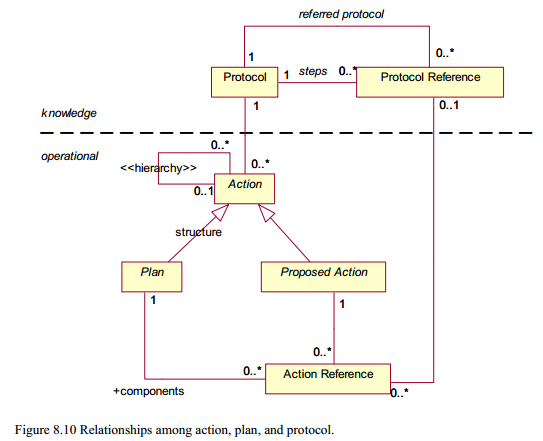 referred protocol
1
0..*
Protocol
1
steps
0..*
Protocol Reference
1
0..1
knowledge
operational
0..*
0..*
<<hierarchy>>
Action
0..1
structure
Plan
Proposed Action
1
1
0..*
0..*
Action Reference
+components
0..*
Figure 8.10 Relationships among action, plan, and protocol.